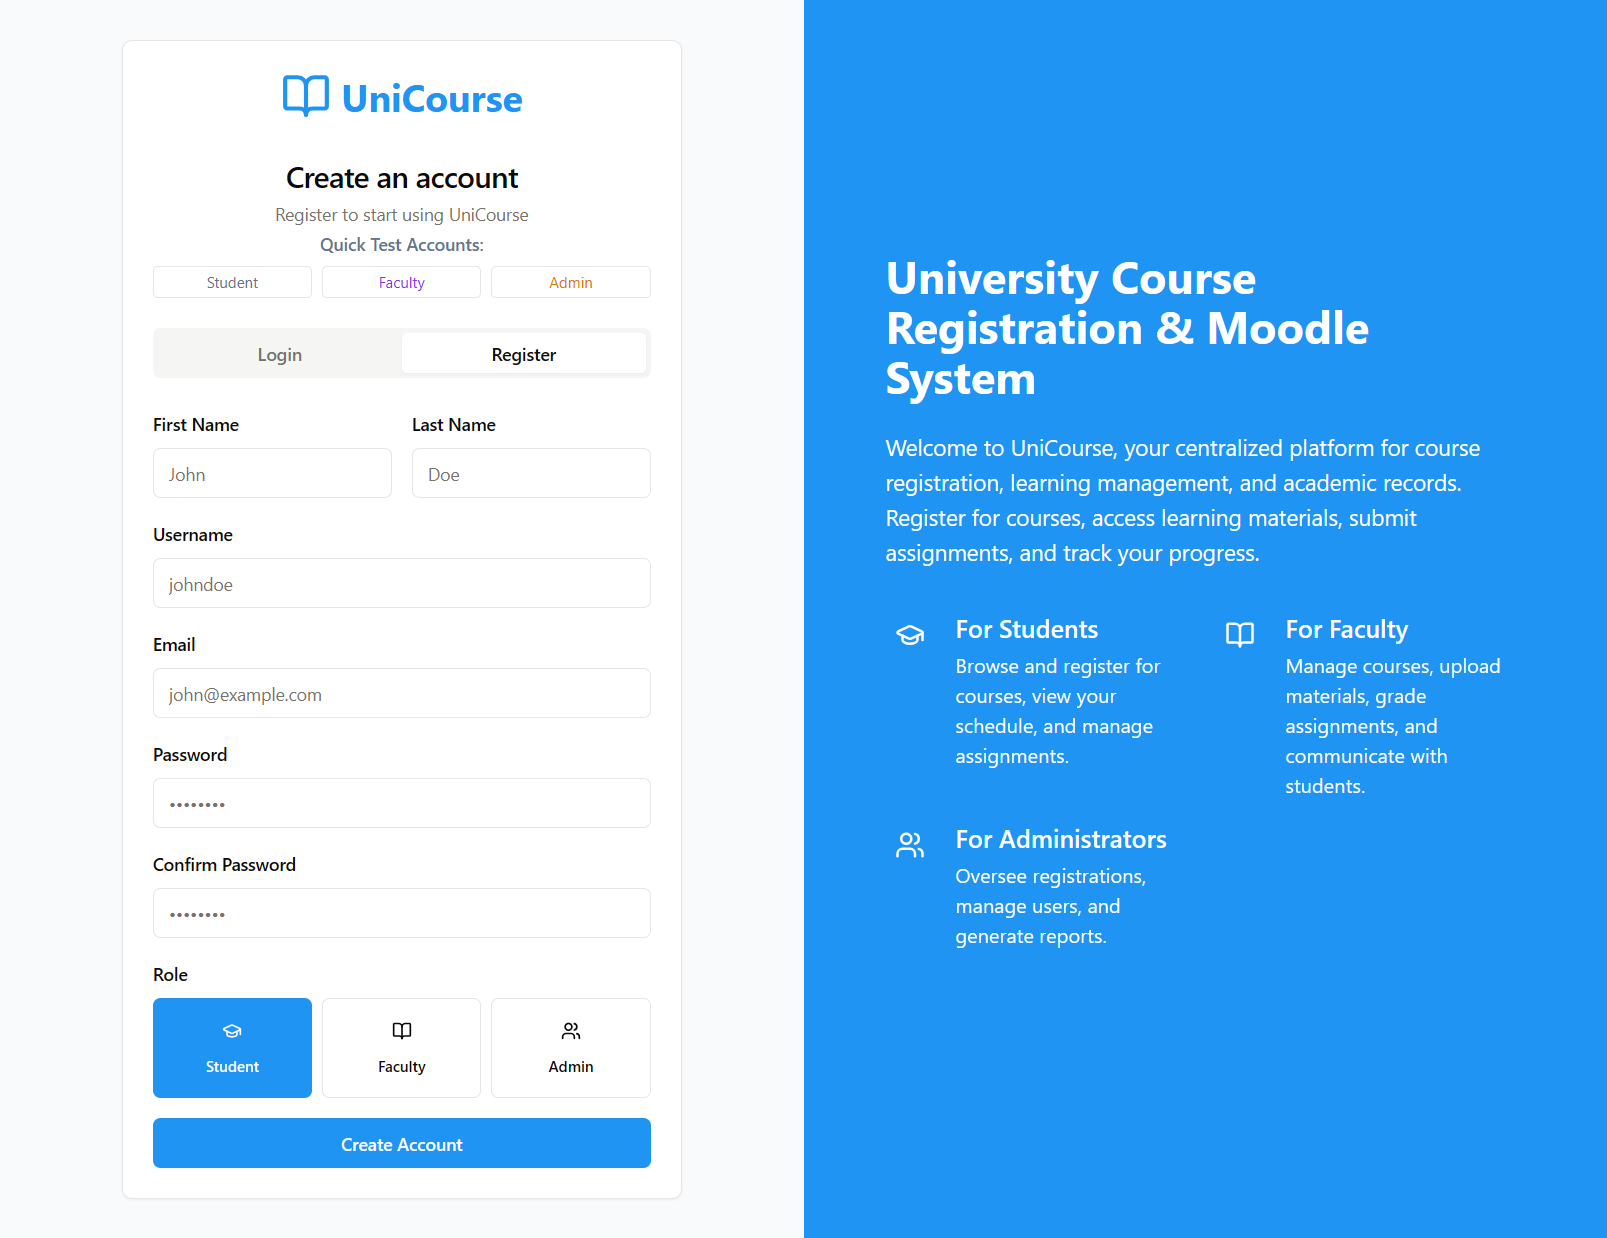 UniCourse
Create an account
Register to start using UniCourse
Quick Test Accounts:
Student
Faculty
Admin
Login
Register
First Name
Last Name
John
Doe
Username
johndoe
Email
john@example.com
Password
••••••••
Confirm Password
••••••••
Role
Student
Faculty
Admin
Create Account
University Course
Registration & Moodle
System
Welcome to UniCourse, your centralized platform for course
registration, learning management, and academic records.
Register for courses, access learning materials, submit
assignments, and track your progress.
For Students
Browse and register for
courses, view your
schedule, and manage
assignments.
For Faculty
Manage courses, upload
materials, grade
assignments, and
communicate with
students.
For Administrators
Oversee registrations,
manage users, and
generate reports.